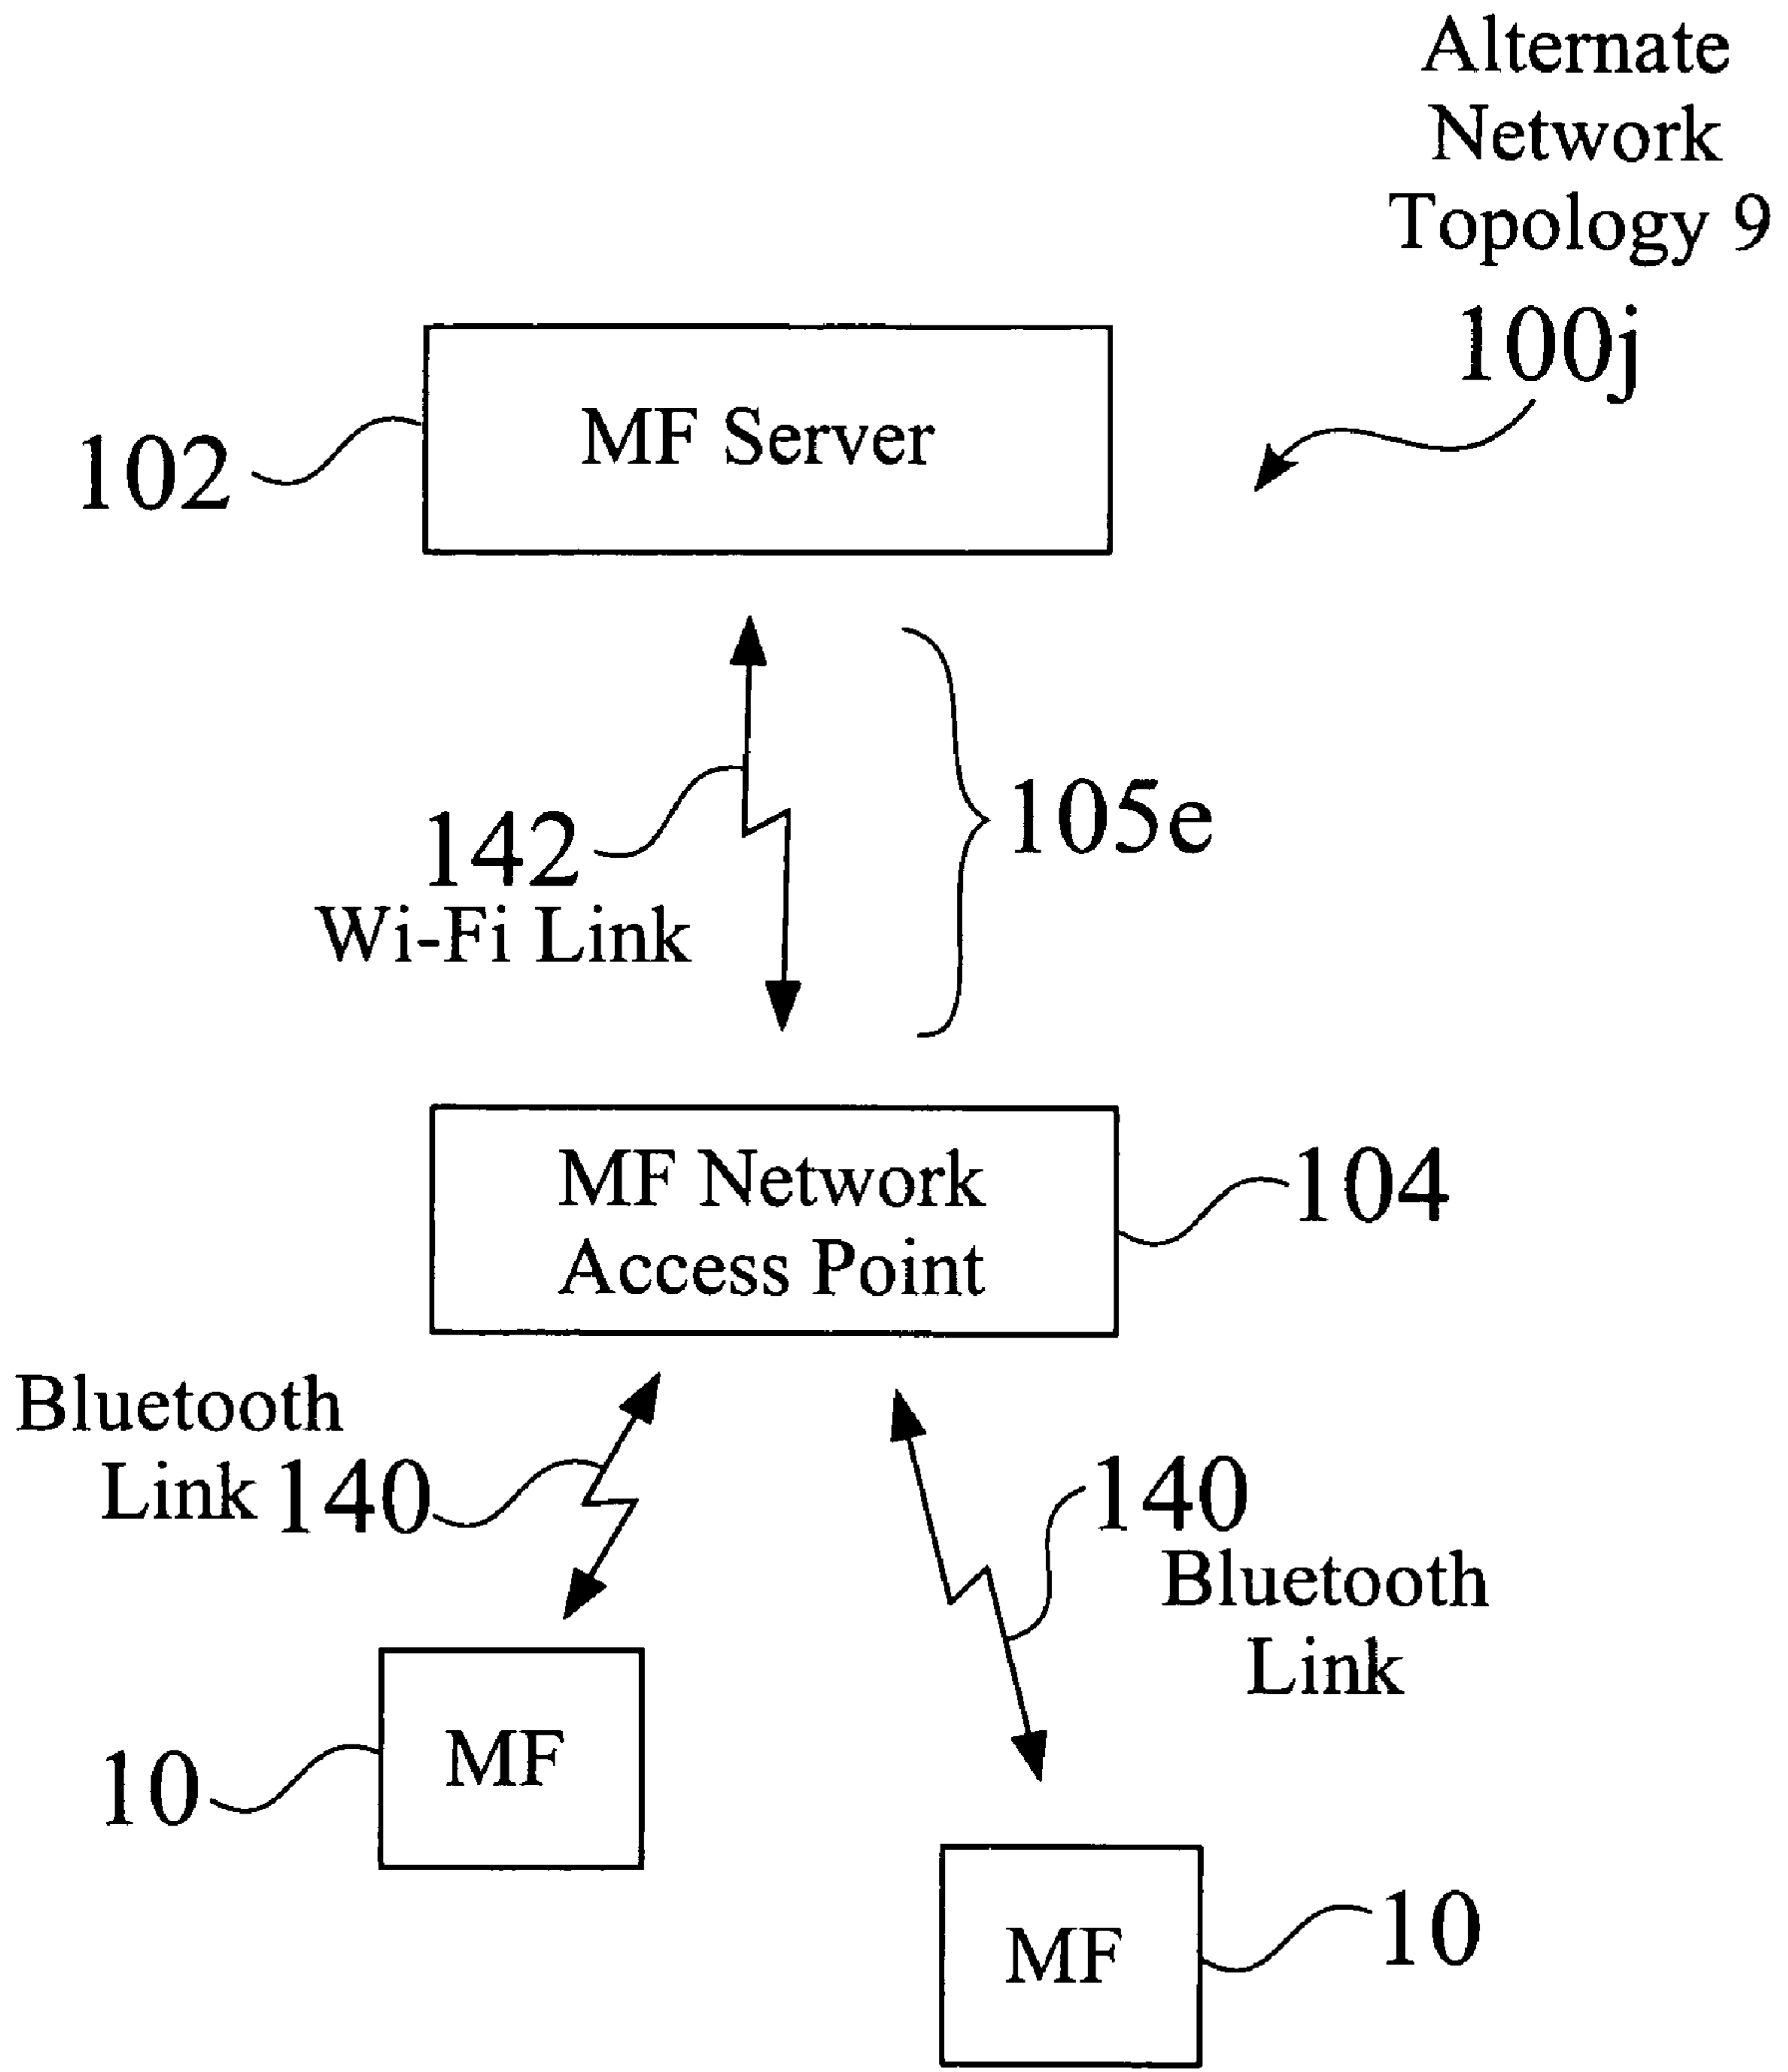 Alternate
Network
Topology 9
100j
MF Server
102
105e
142
Wi-Fi Link
MF Network
Access Point
104
Bluetooth
Link 140
140
Bluetooth
Link
MF
10
MF
10